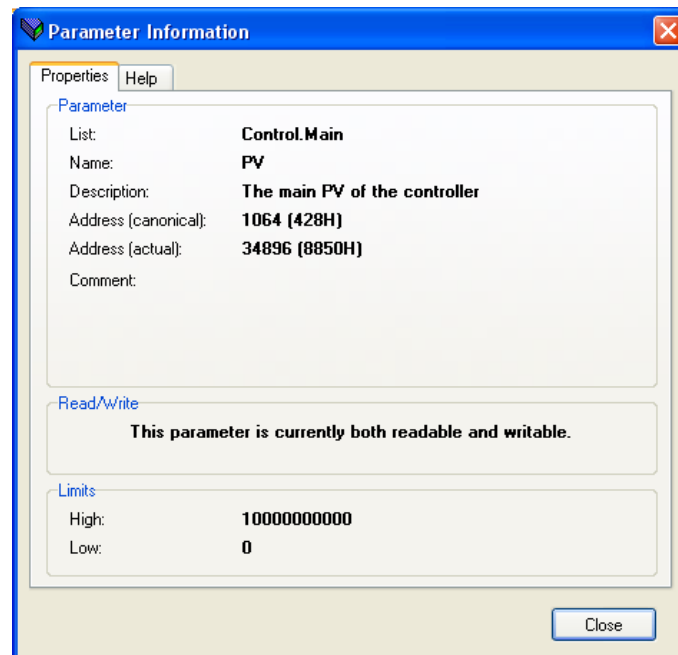 Parameter Information
Properties Help
Parameter
List: Control.Main
Name: PV
Description: The main PV of the controller
Address (canonical): 1064 (428H)
Address (actual): 34896 (8850H)
Comment:
Read/Write
This parameter is currently both readable and writable.
Limits
High: 10000000000
Low: 0
Close